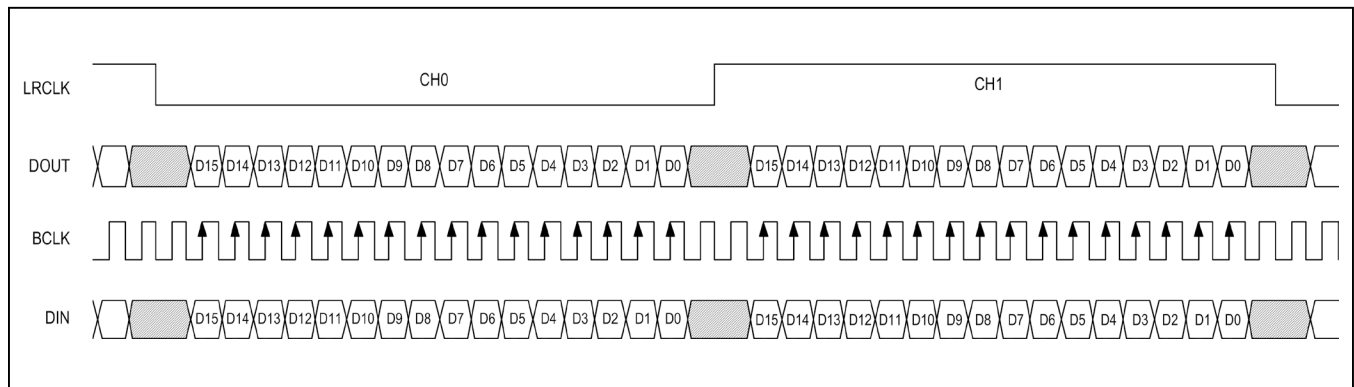 LRCLK CH0 CH1
DOUT D15 D14 D13 D12 D11 D10 D9 D8 D7 D6 D5 D4 D3 D2 D1 D0 D15 D14 D13 D12 D11 D10 D9 D8 D7 D6 D5 D4 D3 D2 D1 D0
BCLK
DIN D15 D14 D13 D12 D11 D10 D9 D8 D7 D6 D5 D4 D3 D2 D1 D0 D15 D14 D13 D12 D11 D10 D9 D8 D7 D6 D5 D4 D3 D2 D1 D0